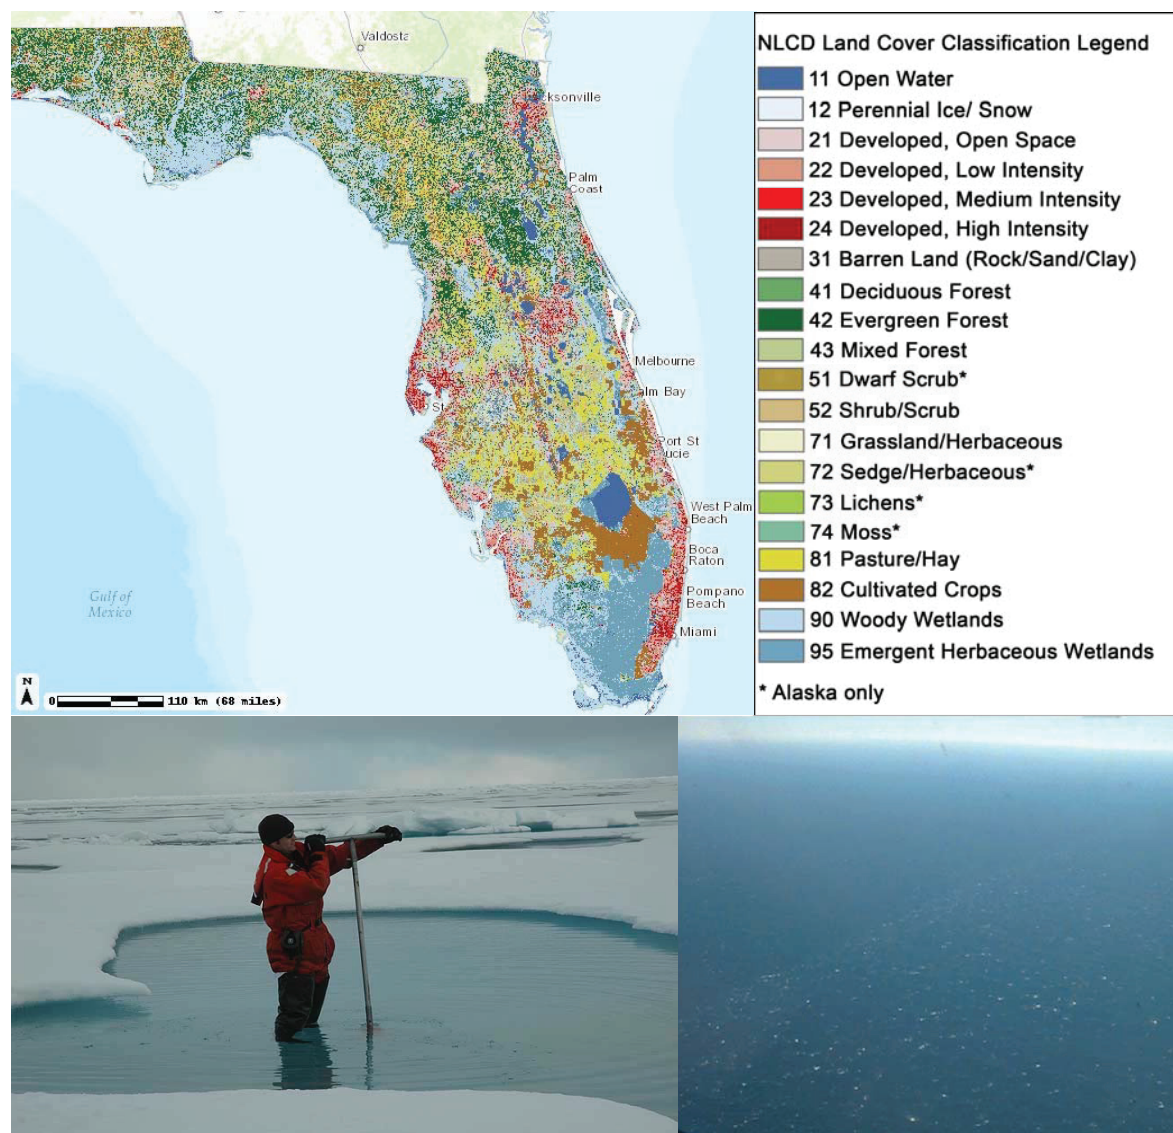 Valdosta
cksonville
Palm
Coast
Melbourne
lm Bay
St
Port St
Lucie
West Palm
Beach
Boca
Raton
Pompano
Beach
Miami
Gulf of
Mexico
N
0 110 km (68 miles)
NLCD Land Cover Classification Legend
11 Open Water
12 Perennial Ice/ Snow
21 Developed, Open Space
22 Developed, Low Intensity
23 Developed, Medium Intensity
24 Developed, High Intensity
31 Barren Land (Rock/Sand/Clay)
41 Deciduous Forest
42 Evergreen Forest
43 Mixed Forest
51 Dwarf Scrub*
52 Shrub/Scrub
71 Grassland/Herbaceous
72 Sedge/Herbaceous*
73 Lichens*
74 Moss*
81 Pasture/Hay
82 Cultivated Crops
90 Woody Wetlands
95 Emergent Herbaceous Wetlands
* Alaska only